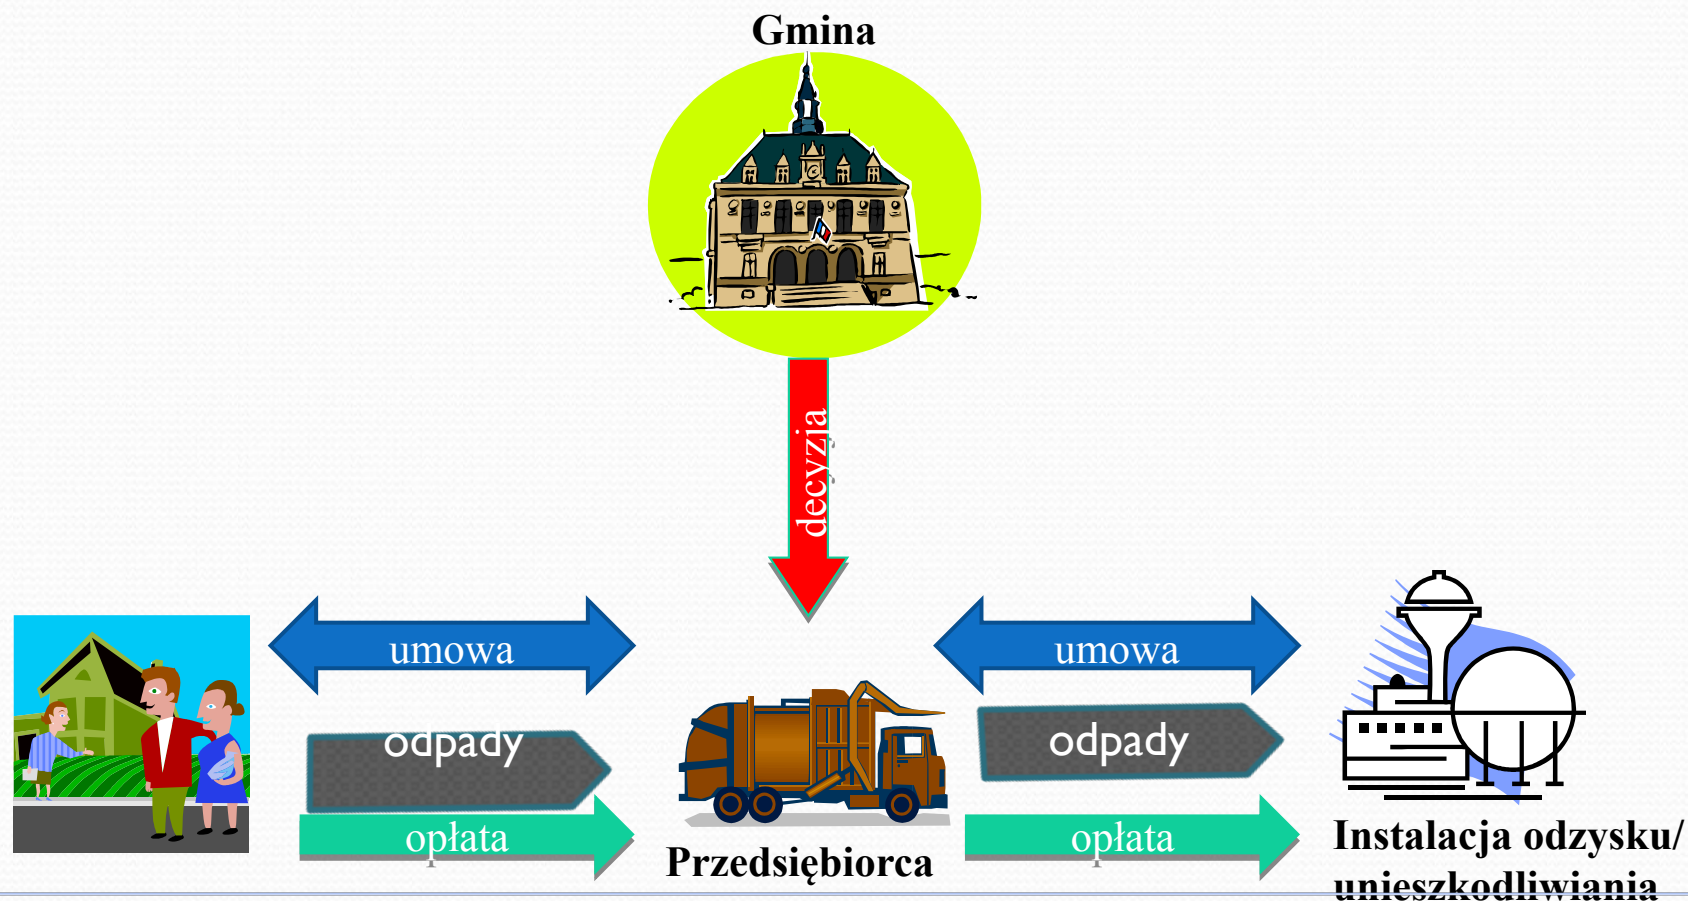 Gmina
decyzja
umowa
umowa
odpady
odpady
opłata
opłata
Przedsiębiorca
Instalacja odzysku/
unieszkodliwiania